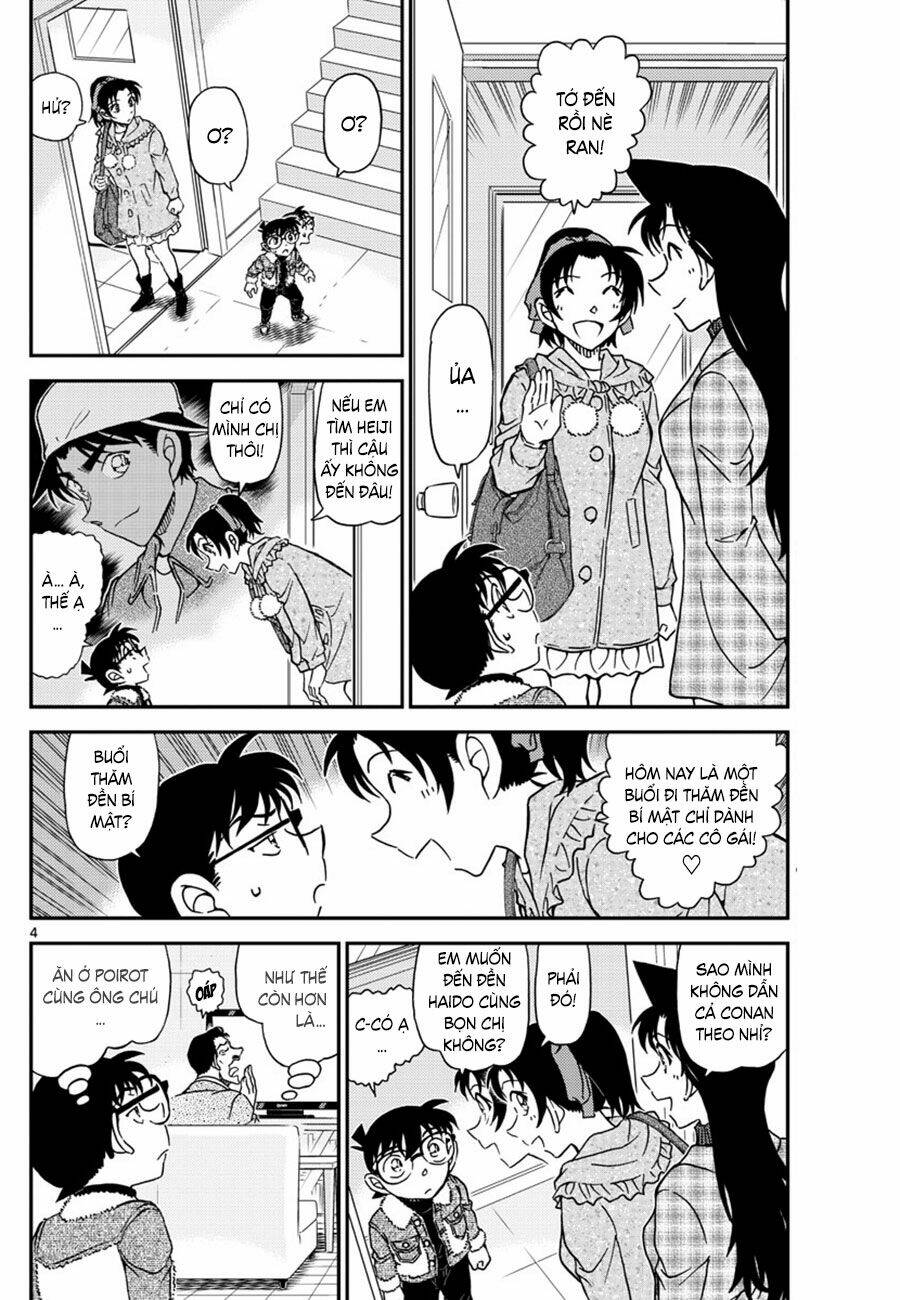 TỚ ĐẾN
RỒI NÈ
RAN!
ỦA
...
Ơ?
Ơ?
HỬ?
NẾU EM
TÌM HEIJI
THÌ CẬU
ẤY KHÔNG
ĐẾN ĐÂU!
CHỈ CÓ
MÌNH CHỊ
THÔI!
À... À,
THẾ Ạ
...
HÔM NAY LÀ MỘT
BUỔI ĐI THĂM ĐỀN
BÍ MẬT CHỈ DÀNH
CHO CÁC CÔ GÁI!
♡
BUỔI
THĂM
ĐỀN BÍ
MẬT?
4
SAO MÌNH
KHÔNG DẪN
CẢ CONAN
THEO NHỈ?
PHẢI
ĐÓ!
EM MUỐN
ĐẾN ĐỀN
HAIDO CÙNG
BỌN CHỊ
KHÔNG?
C-CÓ Ạ
...
NHƯ THẾ
CÒN HƠN
LÀ...
OÁP
ĂN Ở POIROT
CÙNG ÔNG CHÚ
...